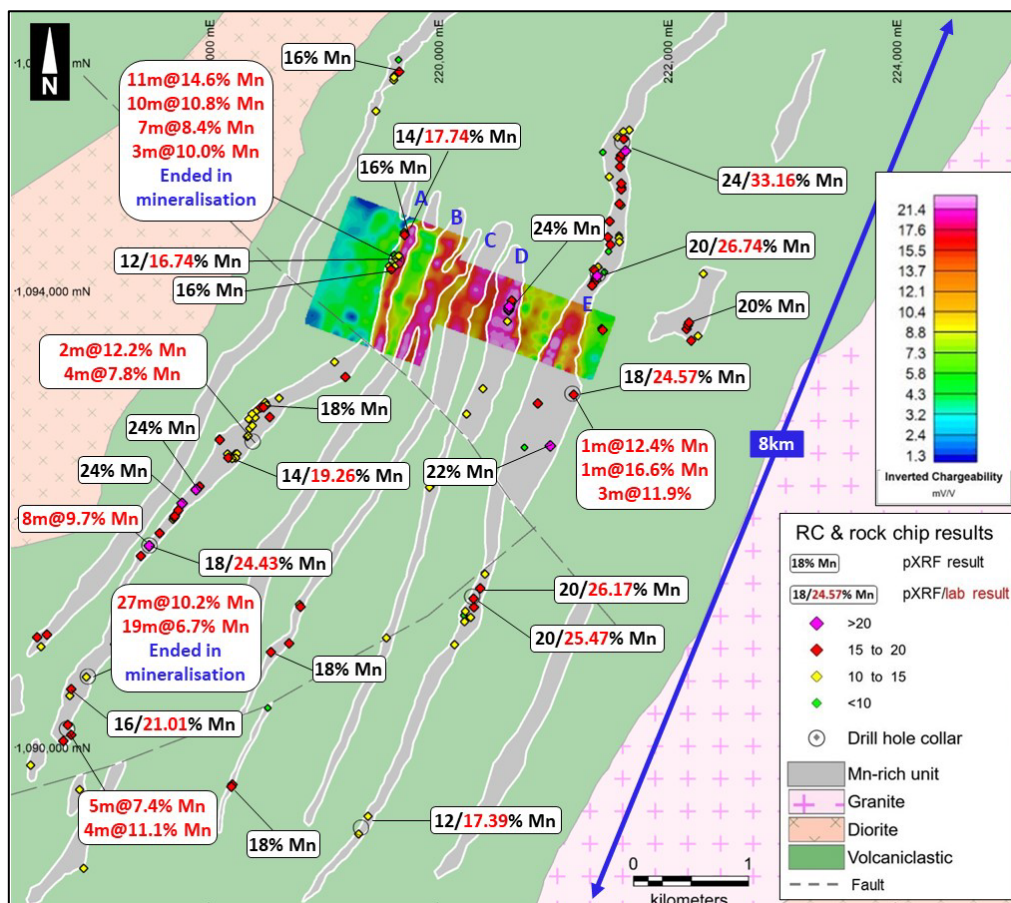 000 mE
220,000 mE
222,000 mE
224,000 mE
N
16% Mn
11m@14.6% Mn
10m@10.8% Mn
7m@8.4% Mn
3m@10.0% Mn
Ended in
mineralisation
14/17.74% Mn
16% Mn
A
B
C
D
E
24% Mn
24/33.16% Mn
20/26.74% Mn
12/16.74% Mn
16% Mn
1,094,000 mN
20% Mn
2m@12.2% Mn
4m@7.8% Mn
18/24.57% Mn
18% Mn
24% Mn
24% Mn
14/19.26% Mn
22% Mn
1m@12.4% Mn
1m@16.6% Mn
3m@11.9%
8km
8m@9.7% Mn
18/24.43% Mn
27m@10.2% Mn
19m@6.7% Mn
Ended in
mineralisation
20/26.17% Mn
20/25.47% Mn
18% Mn
16/21.01% Mn
1,090,000 mN
5m@7.4% Mn
4m@11.1% Mn
18% Mn
12/17.39% Mn
0 1
kilometers
21.4
17.6
15.5
13.7
12.1
10.4
8.8
7.3
5.8
4.3
3.2
2.4
1.3
Inverted Chargeability
mV/V
RC & rock chip results
18% Mn pXRF result
18/24.57% Mn pXRF/lab result
>20
15 to 20
10 to 15
<10
Drill hole collar
Mn-rich unit
Granite
Diorite
Volcaniclastic
Fault